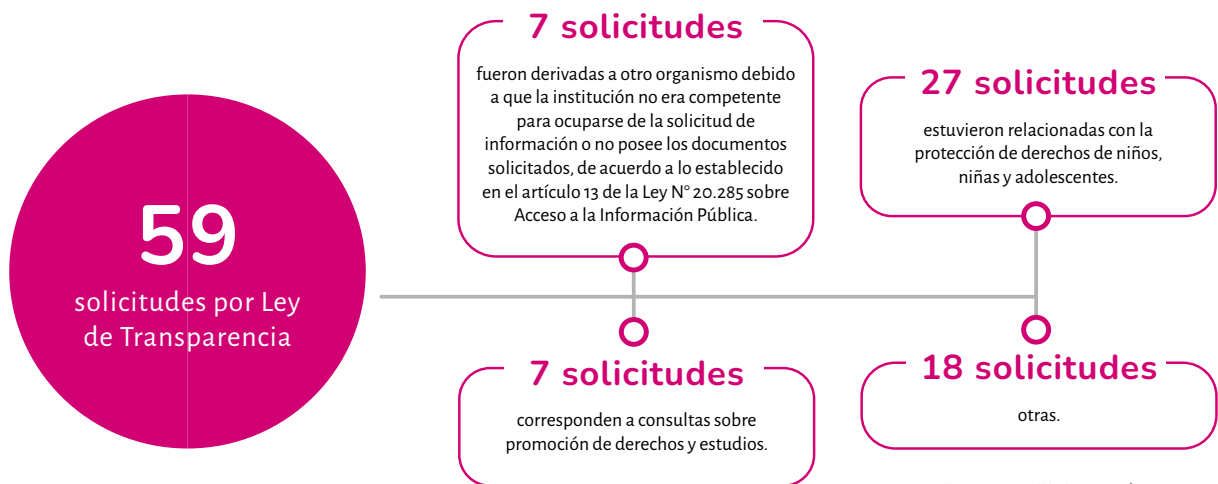 59
solicitudes por Ley
de Transparencia
7 solicitudes
fueron derivadas a otro organismo debido
a que la institución no era competente
para ocuparse de la solicitud de
información o no posee los documentos
solicitados, de acuerdo a lo establecido
en el artículo 13 de la Ley N° 20.285 sobre
Acceso a la Información Pública.
27 solicitudes
estuvieron relacionadas con la
protección de derechos de niños,
niñas y adolescentes.
7 solicitudes
corresponden a consultas sobre
promoción de derechos y estudios.
18 solicitudes
otras.